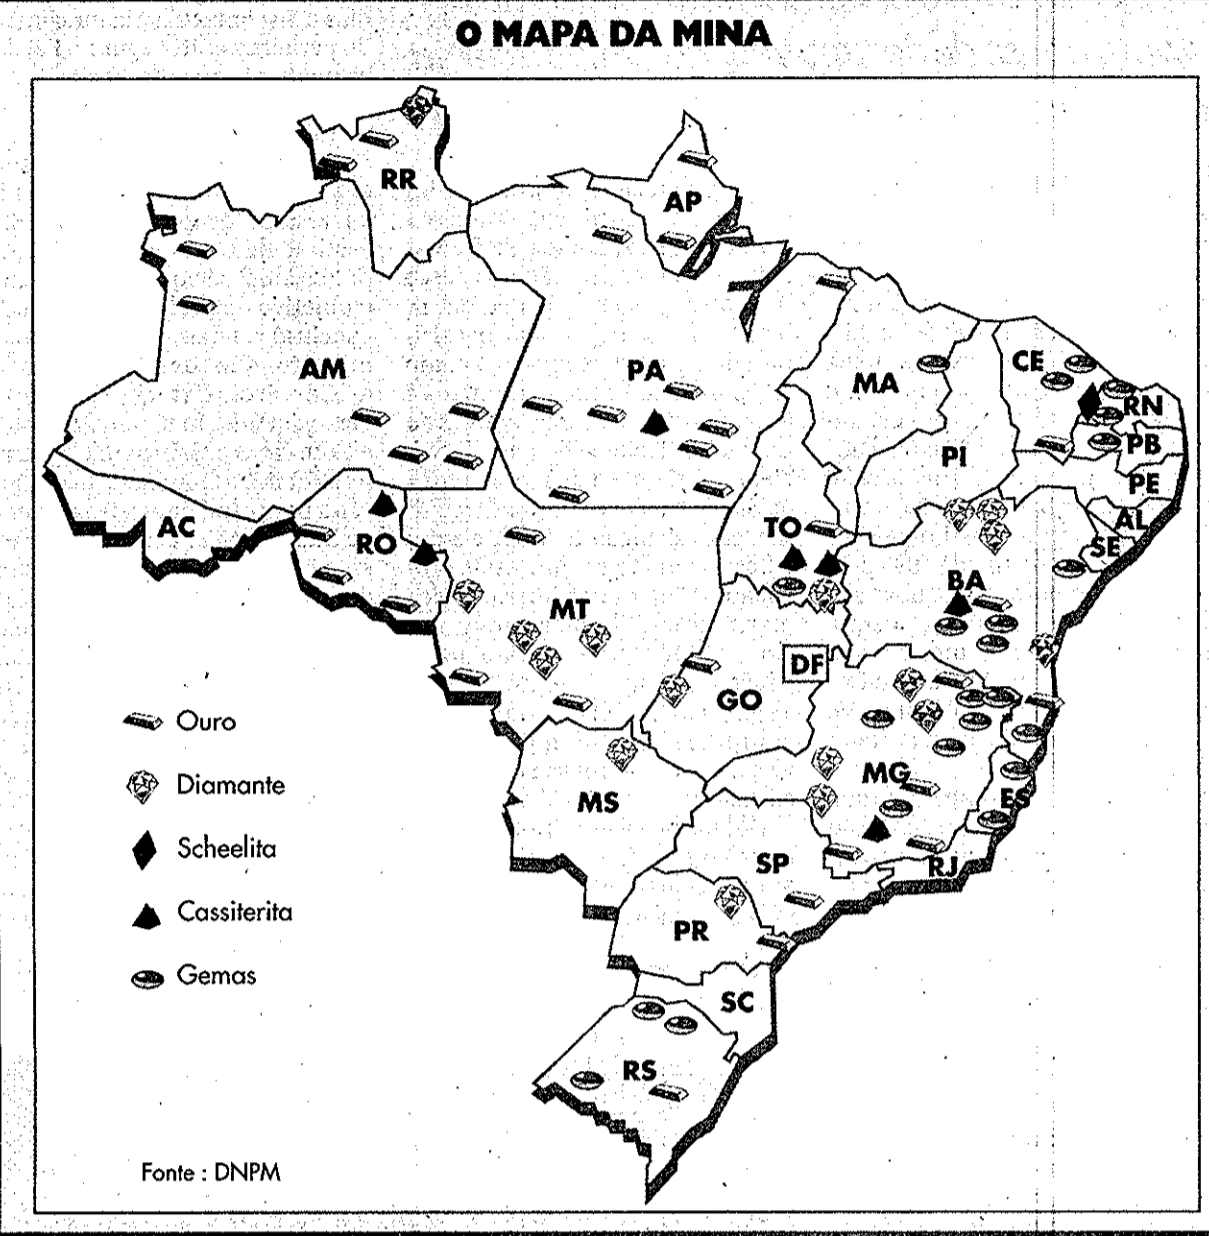 O MAPA DA MINA
RR
AP
AM
PA
MA
CE
RN
PB
PI
PE
AL
SE
AC
RO
TO
BA
MT
DF
GO
Ouro
Diamante
MS
MG
ES
Scheelita
SP
RJ
Cassiterita
PR
Gemas
SC
RS
Fonte : DNPM